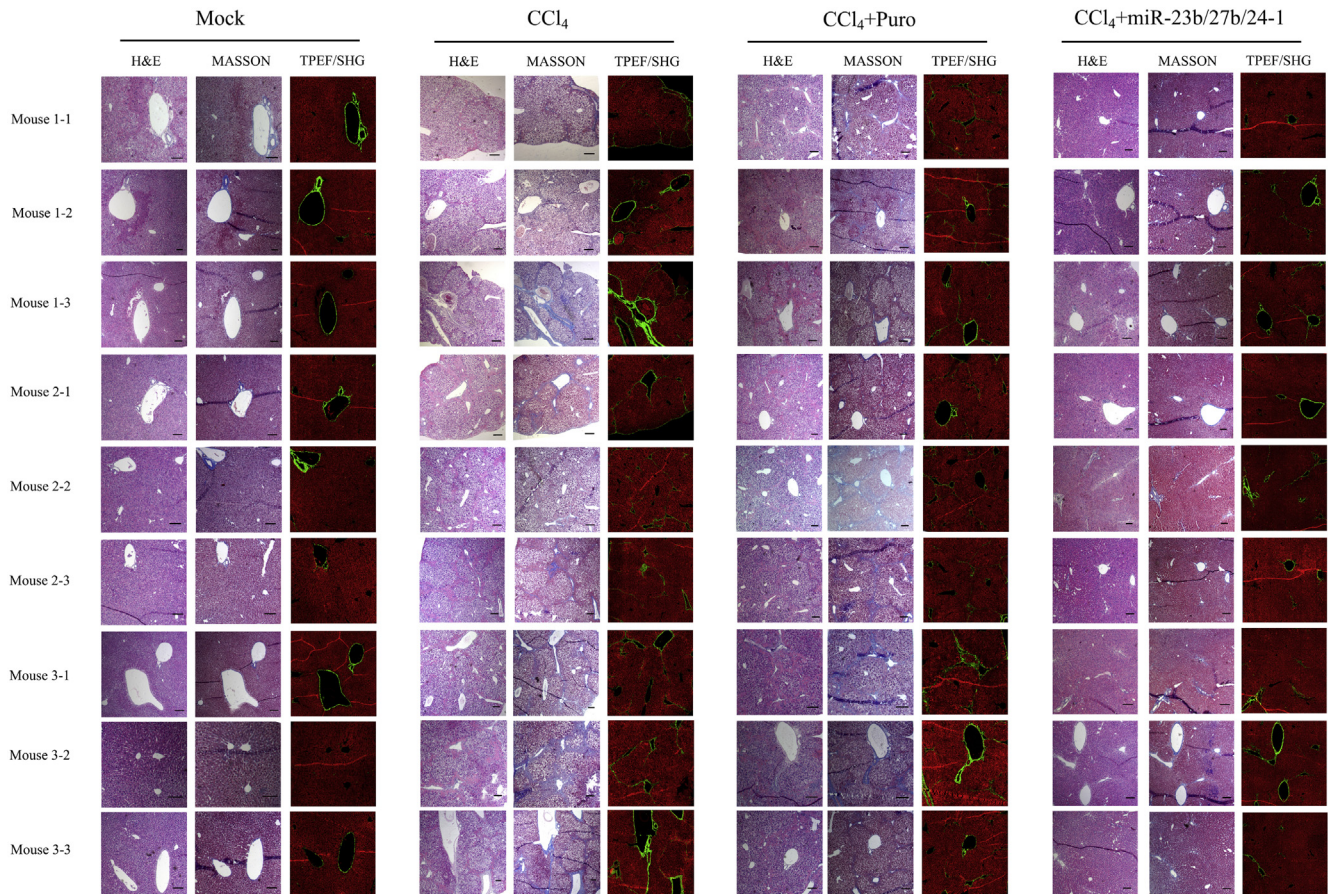 Mock CCl₄ CCl₄+Puro CCl₄+miR-23b/27b/24-1
H&E MASSON TPEF/SHG H&E MASSON TPEF/SHG H&E MASSON TPEF/SHG H&E MASSON TPEF/SHG
Mouse 1-1
Mouse 1-2
Mouse 1-3
Mouse 2-1
Mouse 2-2
Mouse 2-3
Mouse 3-1
Mouse 3-2
Mouse 3-3